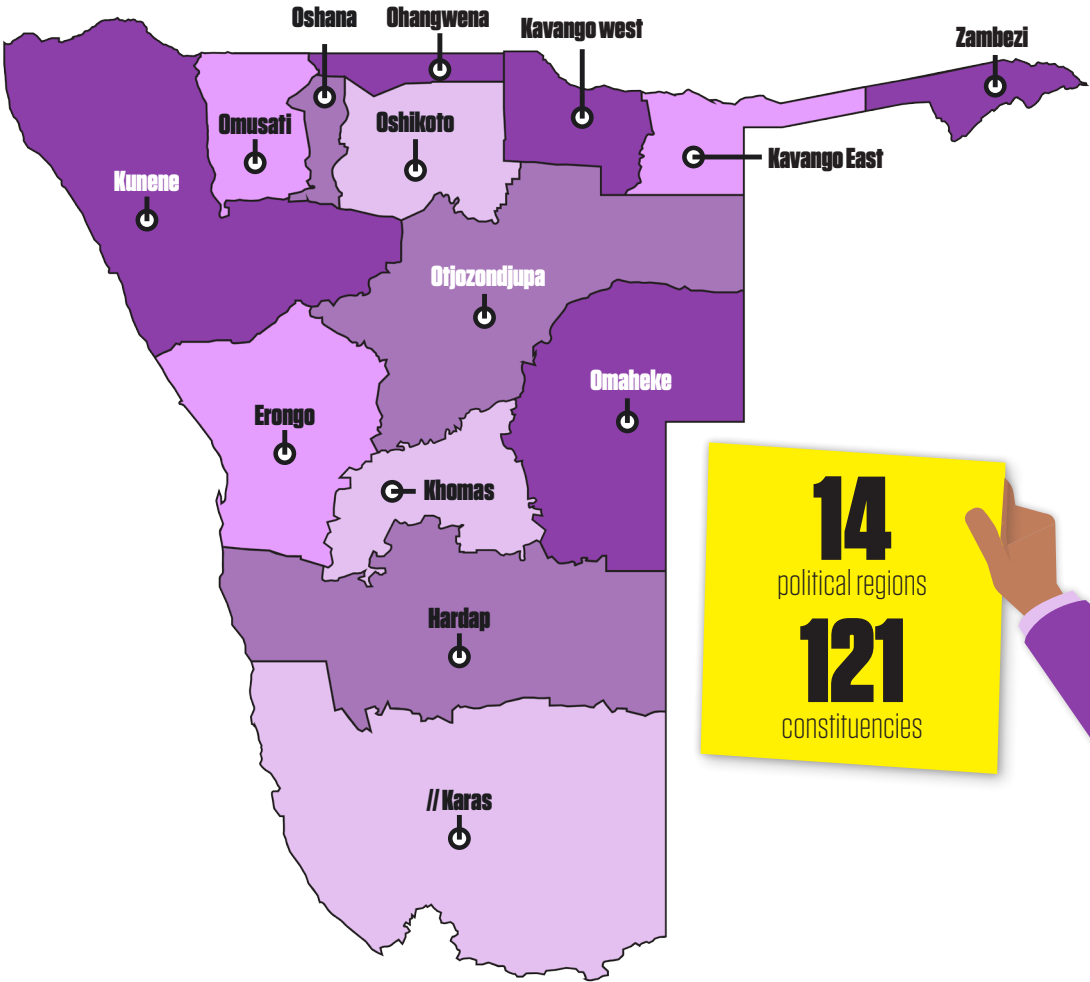 Oshana
Ohangwena
Kavango west
Zambezi
Omusati
Oshikoto
Kavango East
Kunene
Otjozondjupa
Omaheke
Erongo
Khomas
14
political regions
121
constituencies
Hardap
// Karas